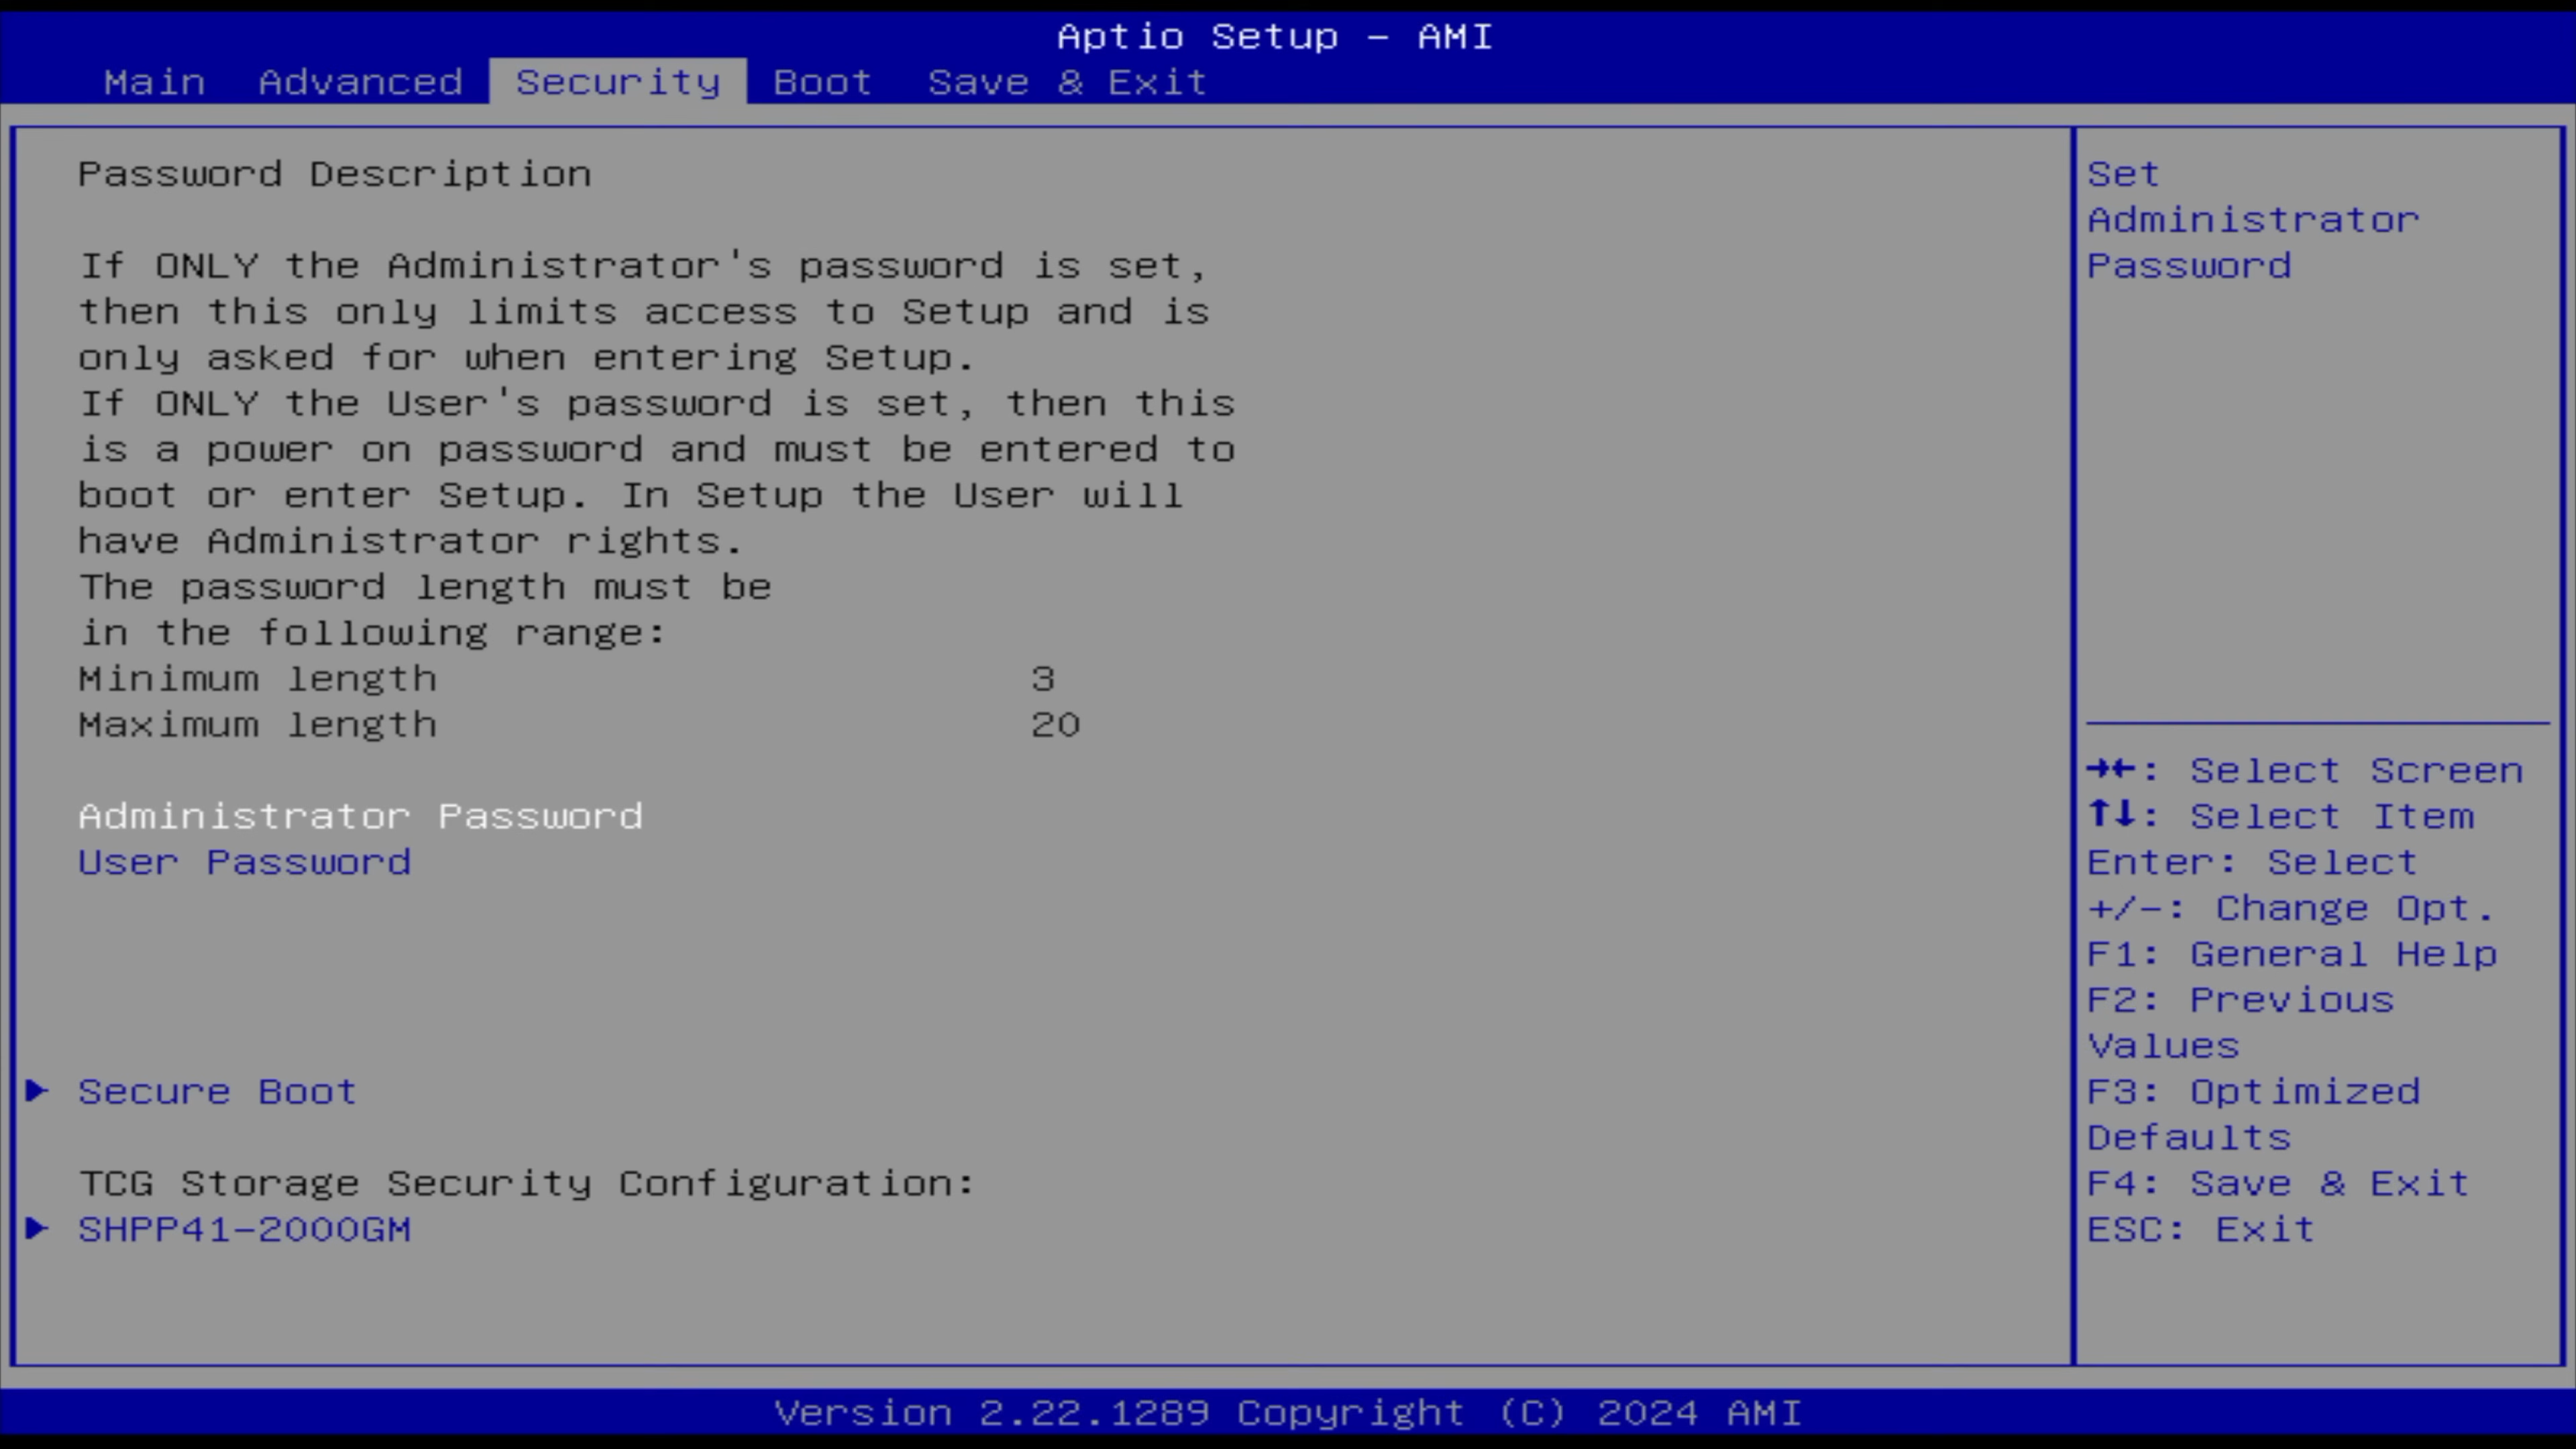 Aptio Setup – AMI
Main Advanced Security Boot Save & Exit
Password Description
If ONLY the Administrator's password is set,
then this only limits access to Setup and is
only asked for when entering Setup.
If ONLY the User's password is set, then this
is a power on password and must be entered to
boot or enter Setup. In Setup the User will
have Administrator rights.
The password length must be
in the following range:
Minimum length 3
Maximum length 20
Administrator Password
User Password
► Secure Boot
TCG Storage Security Configuration:
► SHPP41-2000GM
Set
Administrator
Password
→←: Select Screen
↑↓: Select Item
Enter: Select
+/-: Change Opt.
F1: General Help
F2: Previous
Values
F3: Optimized
Defaults
F4: Save & Exit
ESC: Exit
Version 2.22.1289 Copyright (C) 2024 AMI